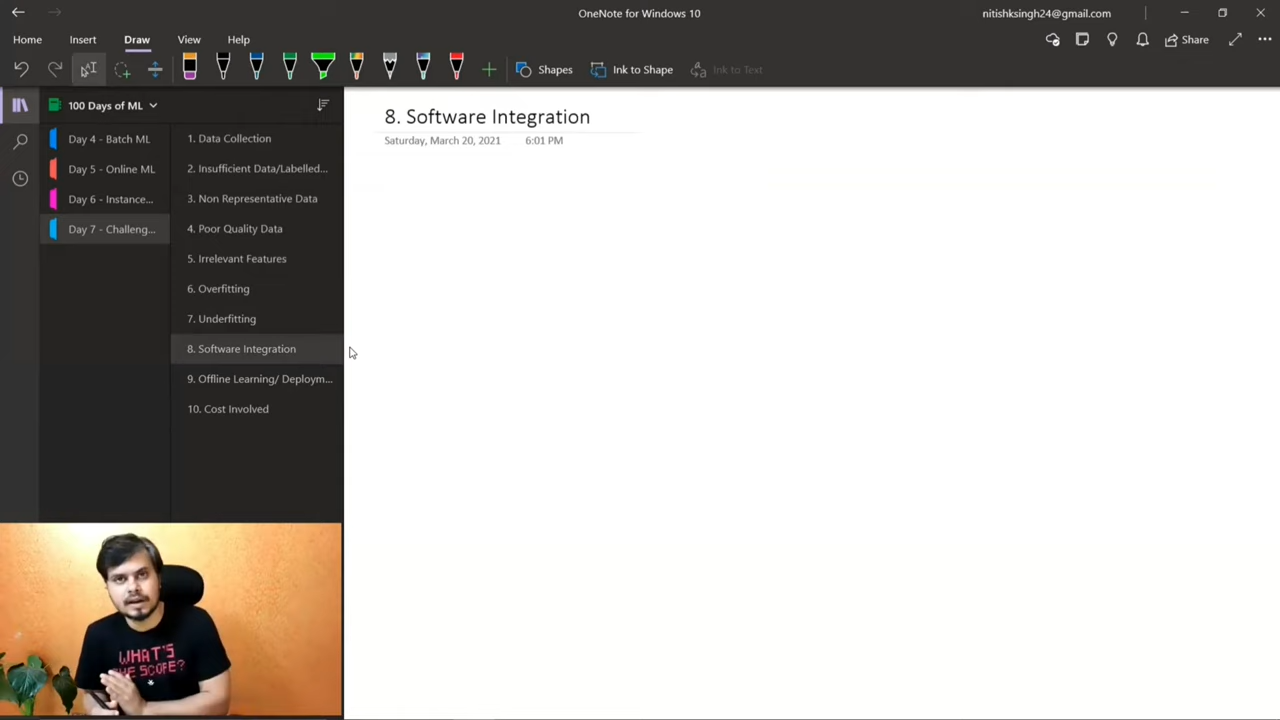 OneNote for Windows 10
nitishksingh24@gmail.com
Home
Insert
Draw
View
Help
Share
Shapes
Ink to Shape
Ink to Text
100 Days of ML
Day 4 - Batch ML
Day 5 - Online ML
Day 6 - Instance...
Day 7 - Challeng...
1. Data Collection
2. Insufficient Data/Labelled...
3. Non Representative Data
4. Poor Quality Data
5. Irrelevant Features
6. Overfitting
7. Underfitting
8. Software Integration
9. Offline Learning/ Deploym...
10. Cost Involved
8. Software Integration
Saturday, March 20, 2021 6:01 PM
WHAT'S
THE SCOPE?